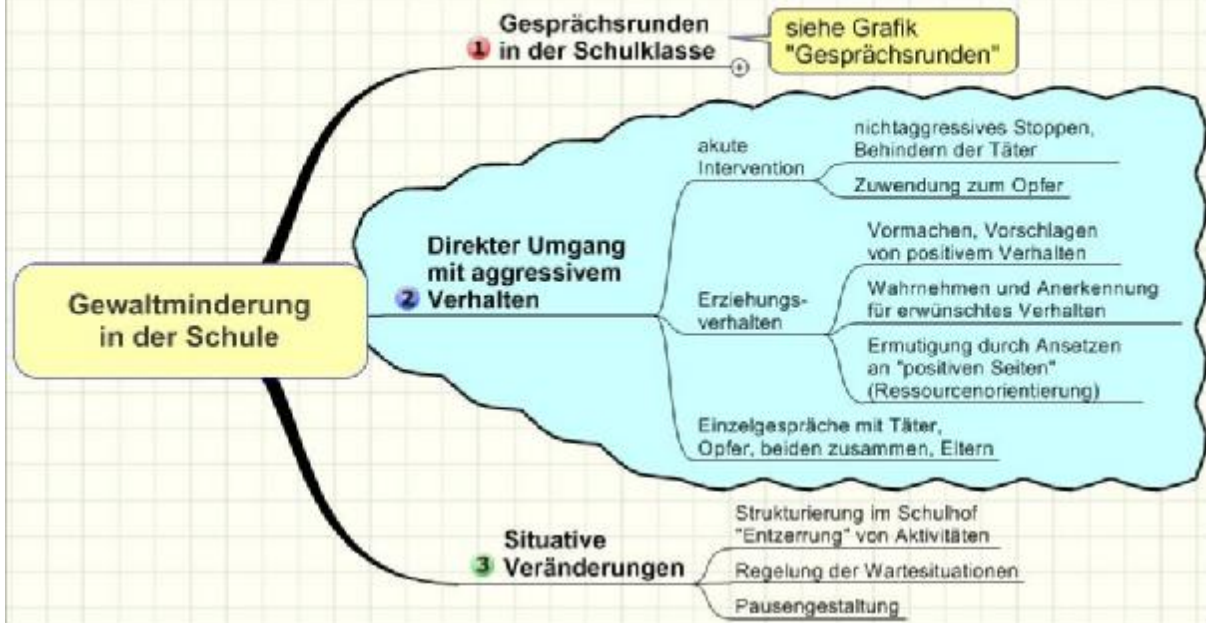 Gesprächsrunden
1 in der Schulklasse
siehe Grafik
"Gesprächsrunden"
Gewaltminderung
in der Schule
Direkter Umgang
mit aggressivem
2 Verhalten
akute
Intervention
nichtaggressives Stoppen,
Behindern der Täter
Zuwendung zum Opfer
Erziehungs-
verhalten
Vormachen, Vorschlagen
von positivem Verhalten
Wahrnehmen und Anerkennung
für erwünschtes Verhalten
Ermutigung durch Ansetzen
an "positiven Seiten"
(Ressourcenorientierung)
Einzelgespräche mit Täter,
Opfer, beiden zusammen, Eltern
Situative
3 Veränderungen
Strukturierung im Schulhof
"Entzerrung" von Aktivitäten
Regelung der Wartesituationen
Pausengestaltung